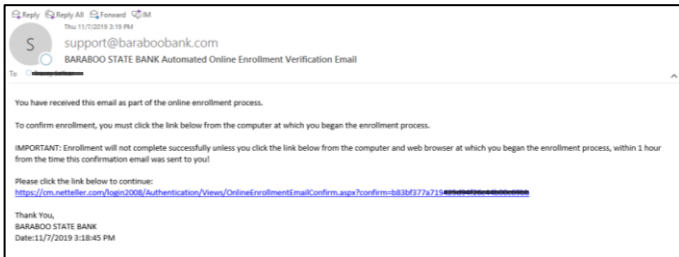 Reply Reply All Forward IM
Thu 11/7/2019 3:19 PM
S
support@baraboobank.com
BARABOO STATE BANK Automated Online Enrollment Verification Email
To
You have received this email as part of the online enrollment process.
To confirm enrollment, you must click the link below from the computer at which you began the enrollment process.
IMPORTANT: Enrollment will not complete successfully unless you click the link below from the computer and web browser at which you began the enrollment process, within 1 hour
from the time this confirmation email was sent to you!
Please click the link below to continue:
https://cm.netteller.com/login2008/Authentication/Views/OnlineEnrollmentEmailConfirm.aspx?confirm=b83bf377a719
Thank You,
BARABOO STATE BANK
Date:11/7/2019 3:18:45 PM